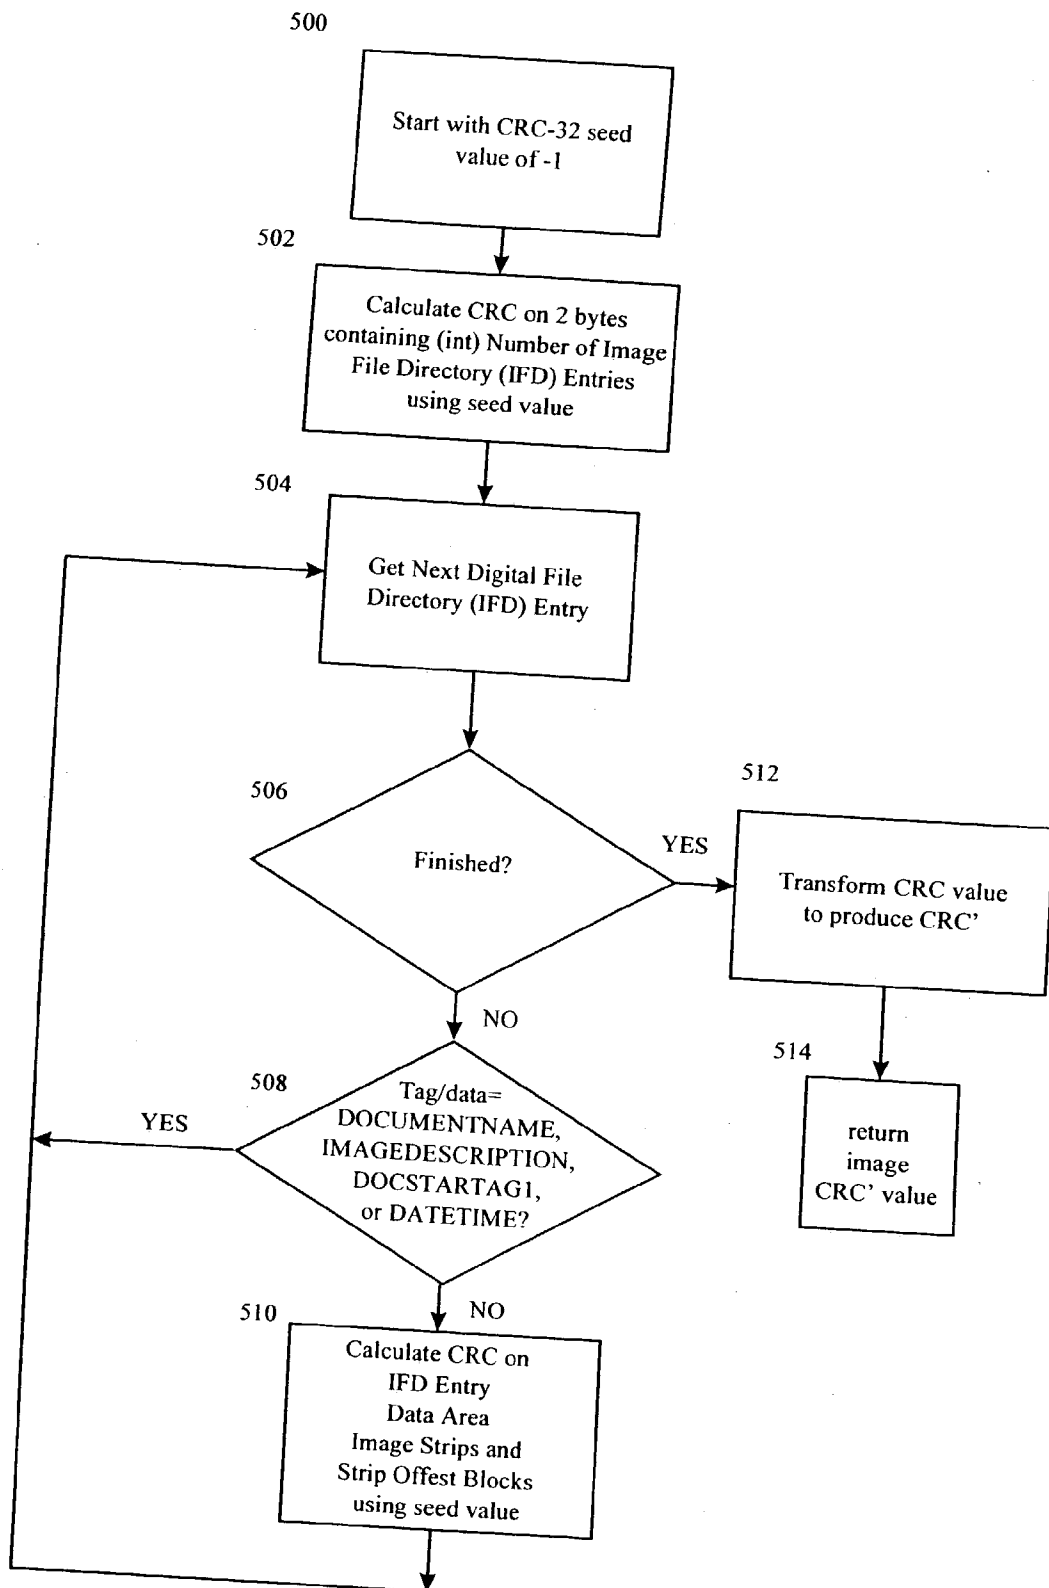 500
Start with CRC-32 seed
value of -1
502
Calculate CRC on 2 bytes
containing (int) Number of Image
File Directory (IFD) Entries
using seed value
504
Get Next Digital File
Directory (IFD) Entry
506
Finished?
YES
512
Transform CRC value
to produce CRC'
NO
514
return
image
CRC' value
508
Tag/data=
DOCUMENTNAME,
IMAGEDESCRIPTION,
DOCSTARTAG1,
or DATETIME?
YES
NO
510
Calculate CRC on
IFD Entry
Data Area
Image Strips and
Strip Offest Blocks
using seed value